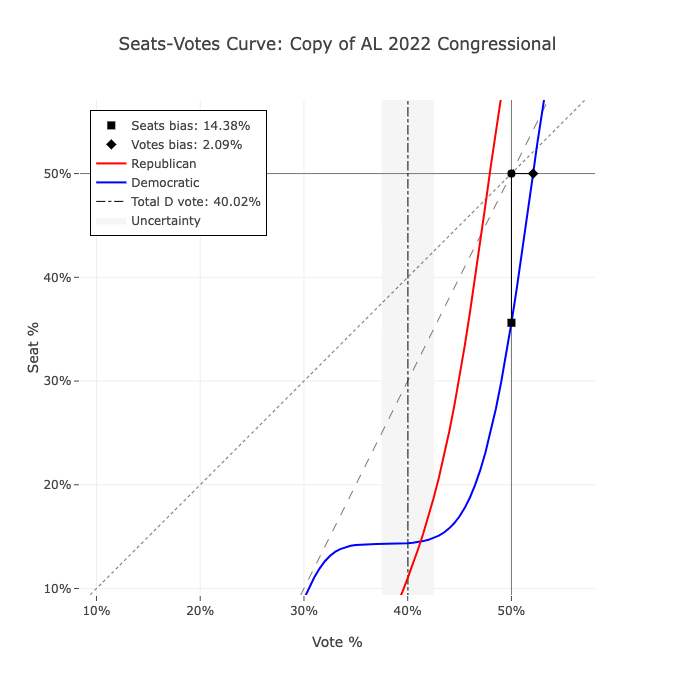 Seats-Votes Curve: Copy of AL 2022 Congressional
Seats bias: 14.38%
Votes bias: 2.09%
Republican
Democratic
Total D vote: 40.02%
Uncertainty
50%
40%
30%
20%
10%
Seat %
10%
20%
30%
40%
50%
Vote %